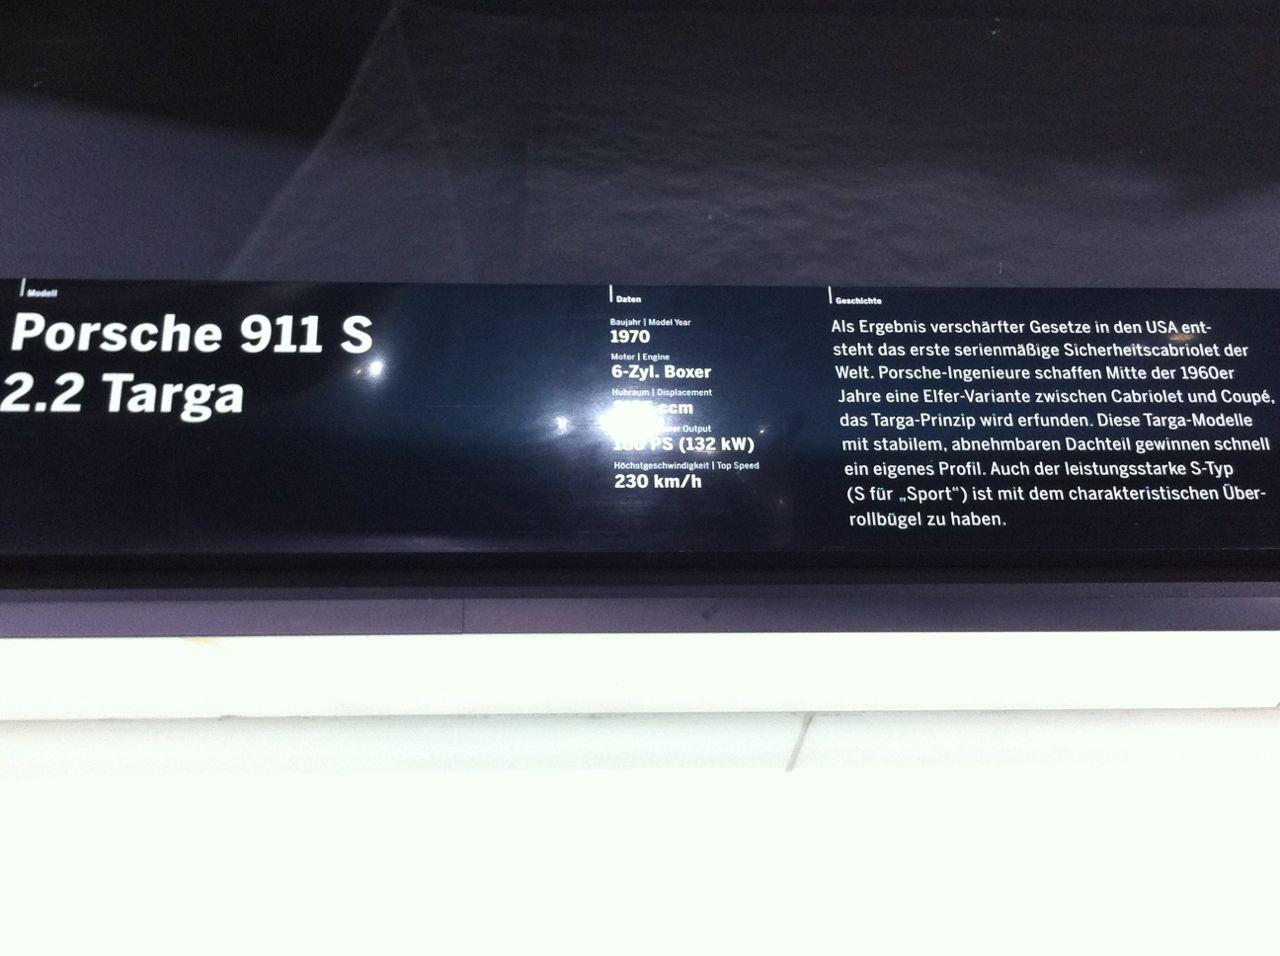 Modell
Porsche 911 S
2.2 Targa
Daten
Baujahr | Model Year
1970
Motor | Engine
6-Zyl. Boxer
Hubraum | Displacement
ccm
Output
180 PS (132 kW)
Höchstgeschwindigkeit | Top Speed
230 km/h
Geschichte
Als Ergebnis verschärfter Gesetze in den USA ent-
steht das erste serienmäßige Sicherheitscabriolet der
Welt. Porsche-Ingenieure schaffen Mitte der 1960er
Jahre eine Elfer-Variante zwischen Cabriolet und Coupé,
das Targa-Prinzip wird erfunden. Diese Targa-Modelle
mit stabilem, abnehmbaren Dachteil gewinnen schnell
ein eigenes Profil. Auch der leistungsstarke S-Typ
(S für „Sport“) ist mit dem charakteristischen Über-
rollbügel zu haben.